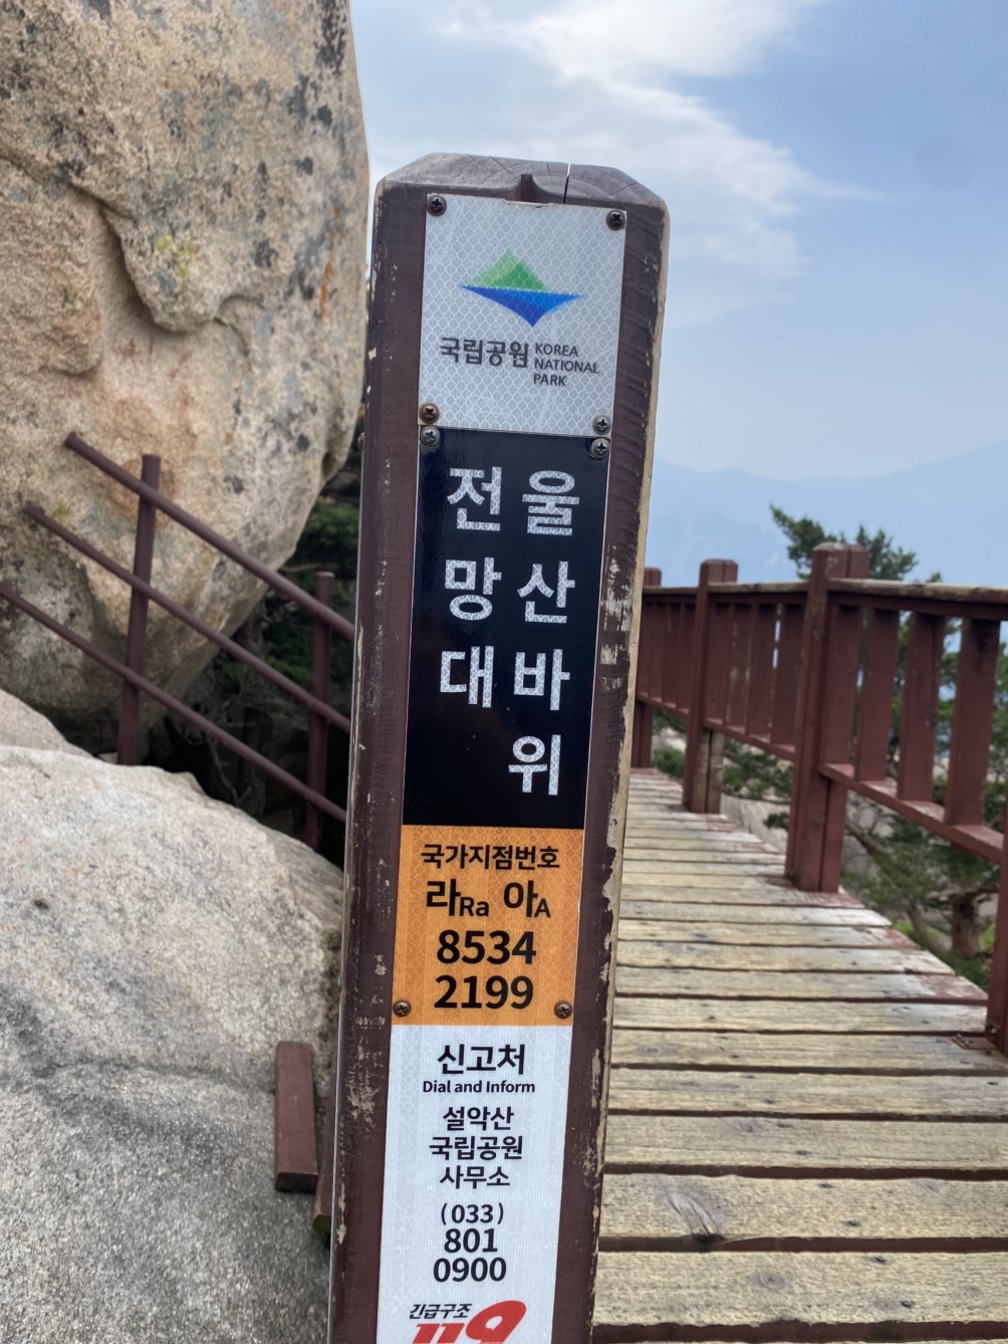 국립공원
KOREA
NATIONAL
PARK
울산바위
전망대
국가지점번호
라Ra 아A
8534
2199
신고처
Dial and Inform
설악산
국립공원
사무소
(033)
801
0900
긴급구조
119